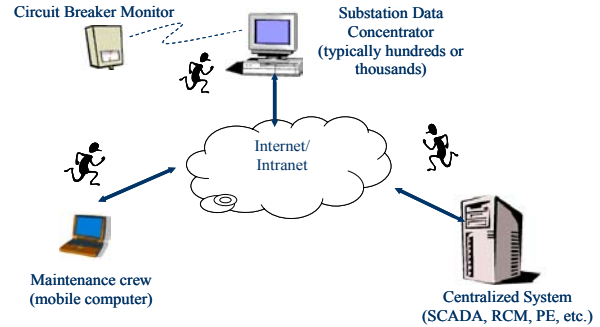 Circuit Breaker Monitor
Substation Data
Concentrator
(typically hundreds or
thousands)
Internet/
Intranet
Maintenance crew
(mobile computer)
Centralized System
(SCADA, RCM, PE, etc.)